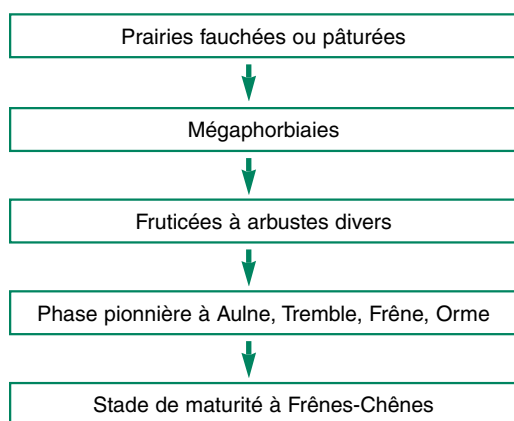 Prairies fauchées ou pâturées
Mégaphorbiaies
Fruticées à arbustes divers
Phase pionnière à Aulne, Tremble, Frêne, Orme
Stade de maturité à Frênes-Chênes